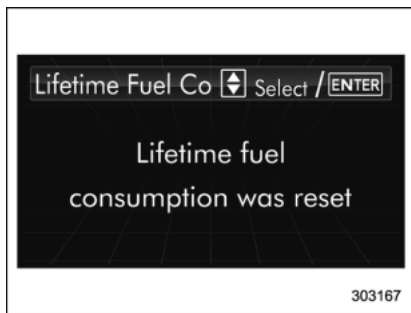 Lifetime Fuel Co Select / ENTER
Lifetime fuel
consumption was reset
303167